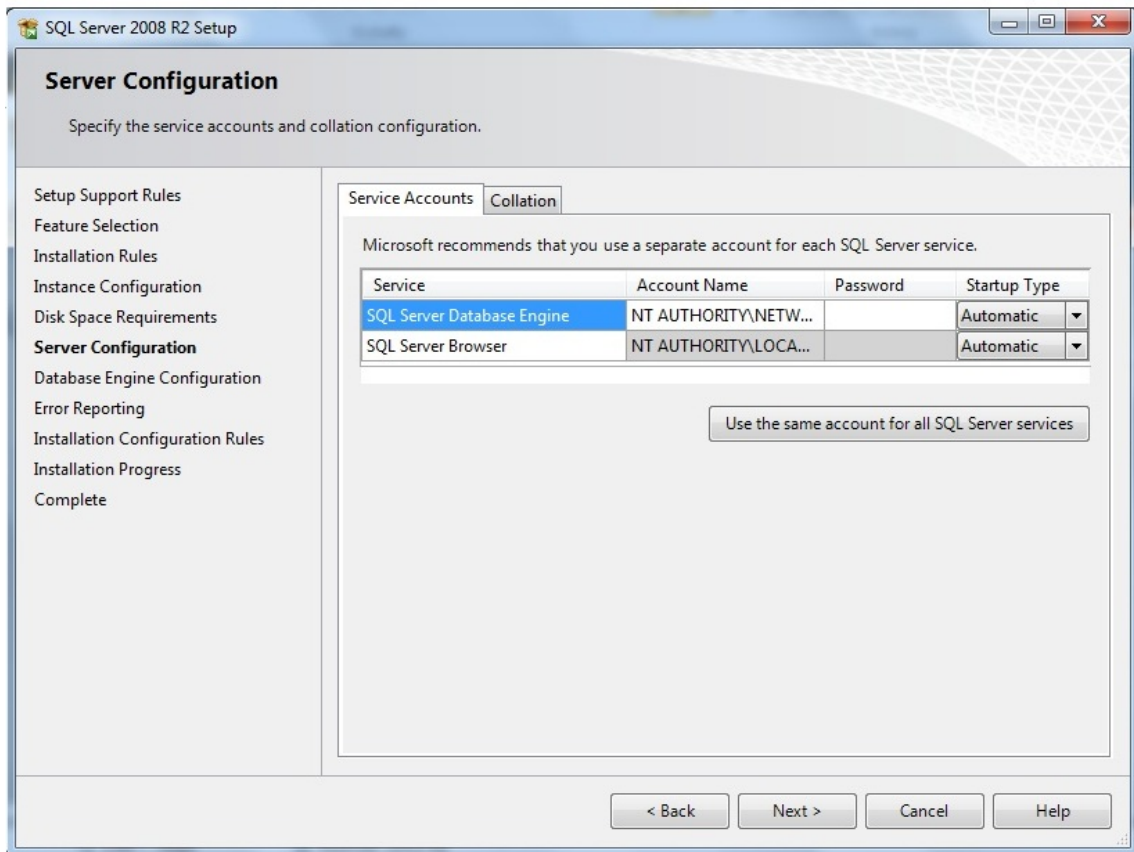 SQL Server 2008 R2 Setup
Server Configuration
Specify the service accounts and collation configuration.
Setup Support Rules
Feature Selection
Installation Rules
Instance Configuration
Disk Space Requirements
Server Configuration
Database Engine Configuration
Error Reporting
Installation Configuration Rules
Installation Progress
Complete
Service Accounts Collation
Microsoft recommends that you use a separate account for each SQL Server service.
Service Account Name Password Startup Type
SQL Server Database Engine NT AUTHORITY\NETW... Automatic
SQL Server Browser NT AUTHORITY\LOCA... Automatic
Use the same account for all SQL Server services
< Back Next > Cancel Help